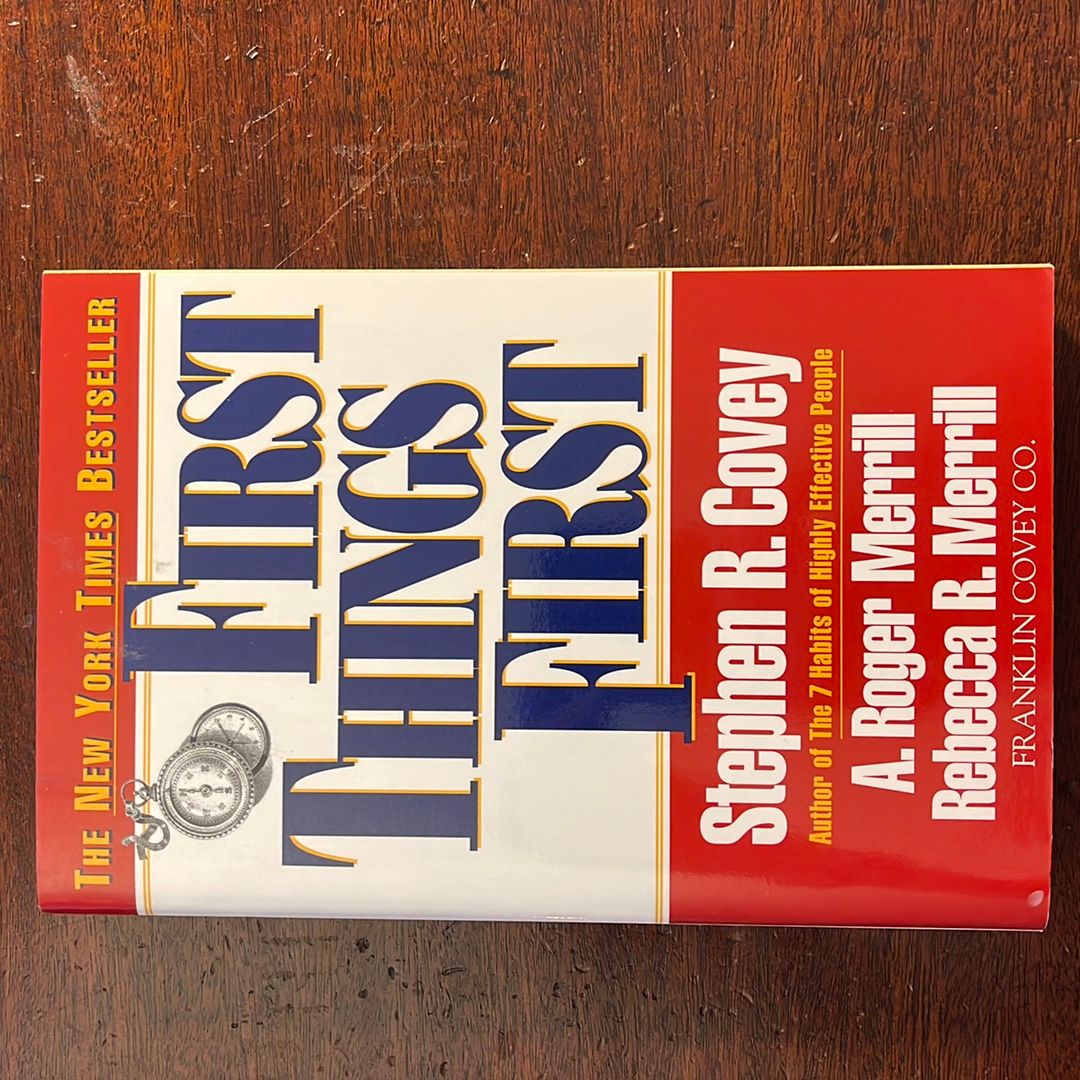 THE NEW YORK TIMES BESTSELLER
FIRST
THINGS
FIRST
Stephen R. Covey
Author of The 7 Habits of Highly Effective People
A. Roger Merrill
Rebecca R. Merrill
FRANKLIN COVEY CO.